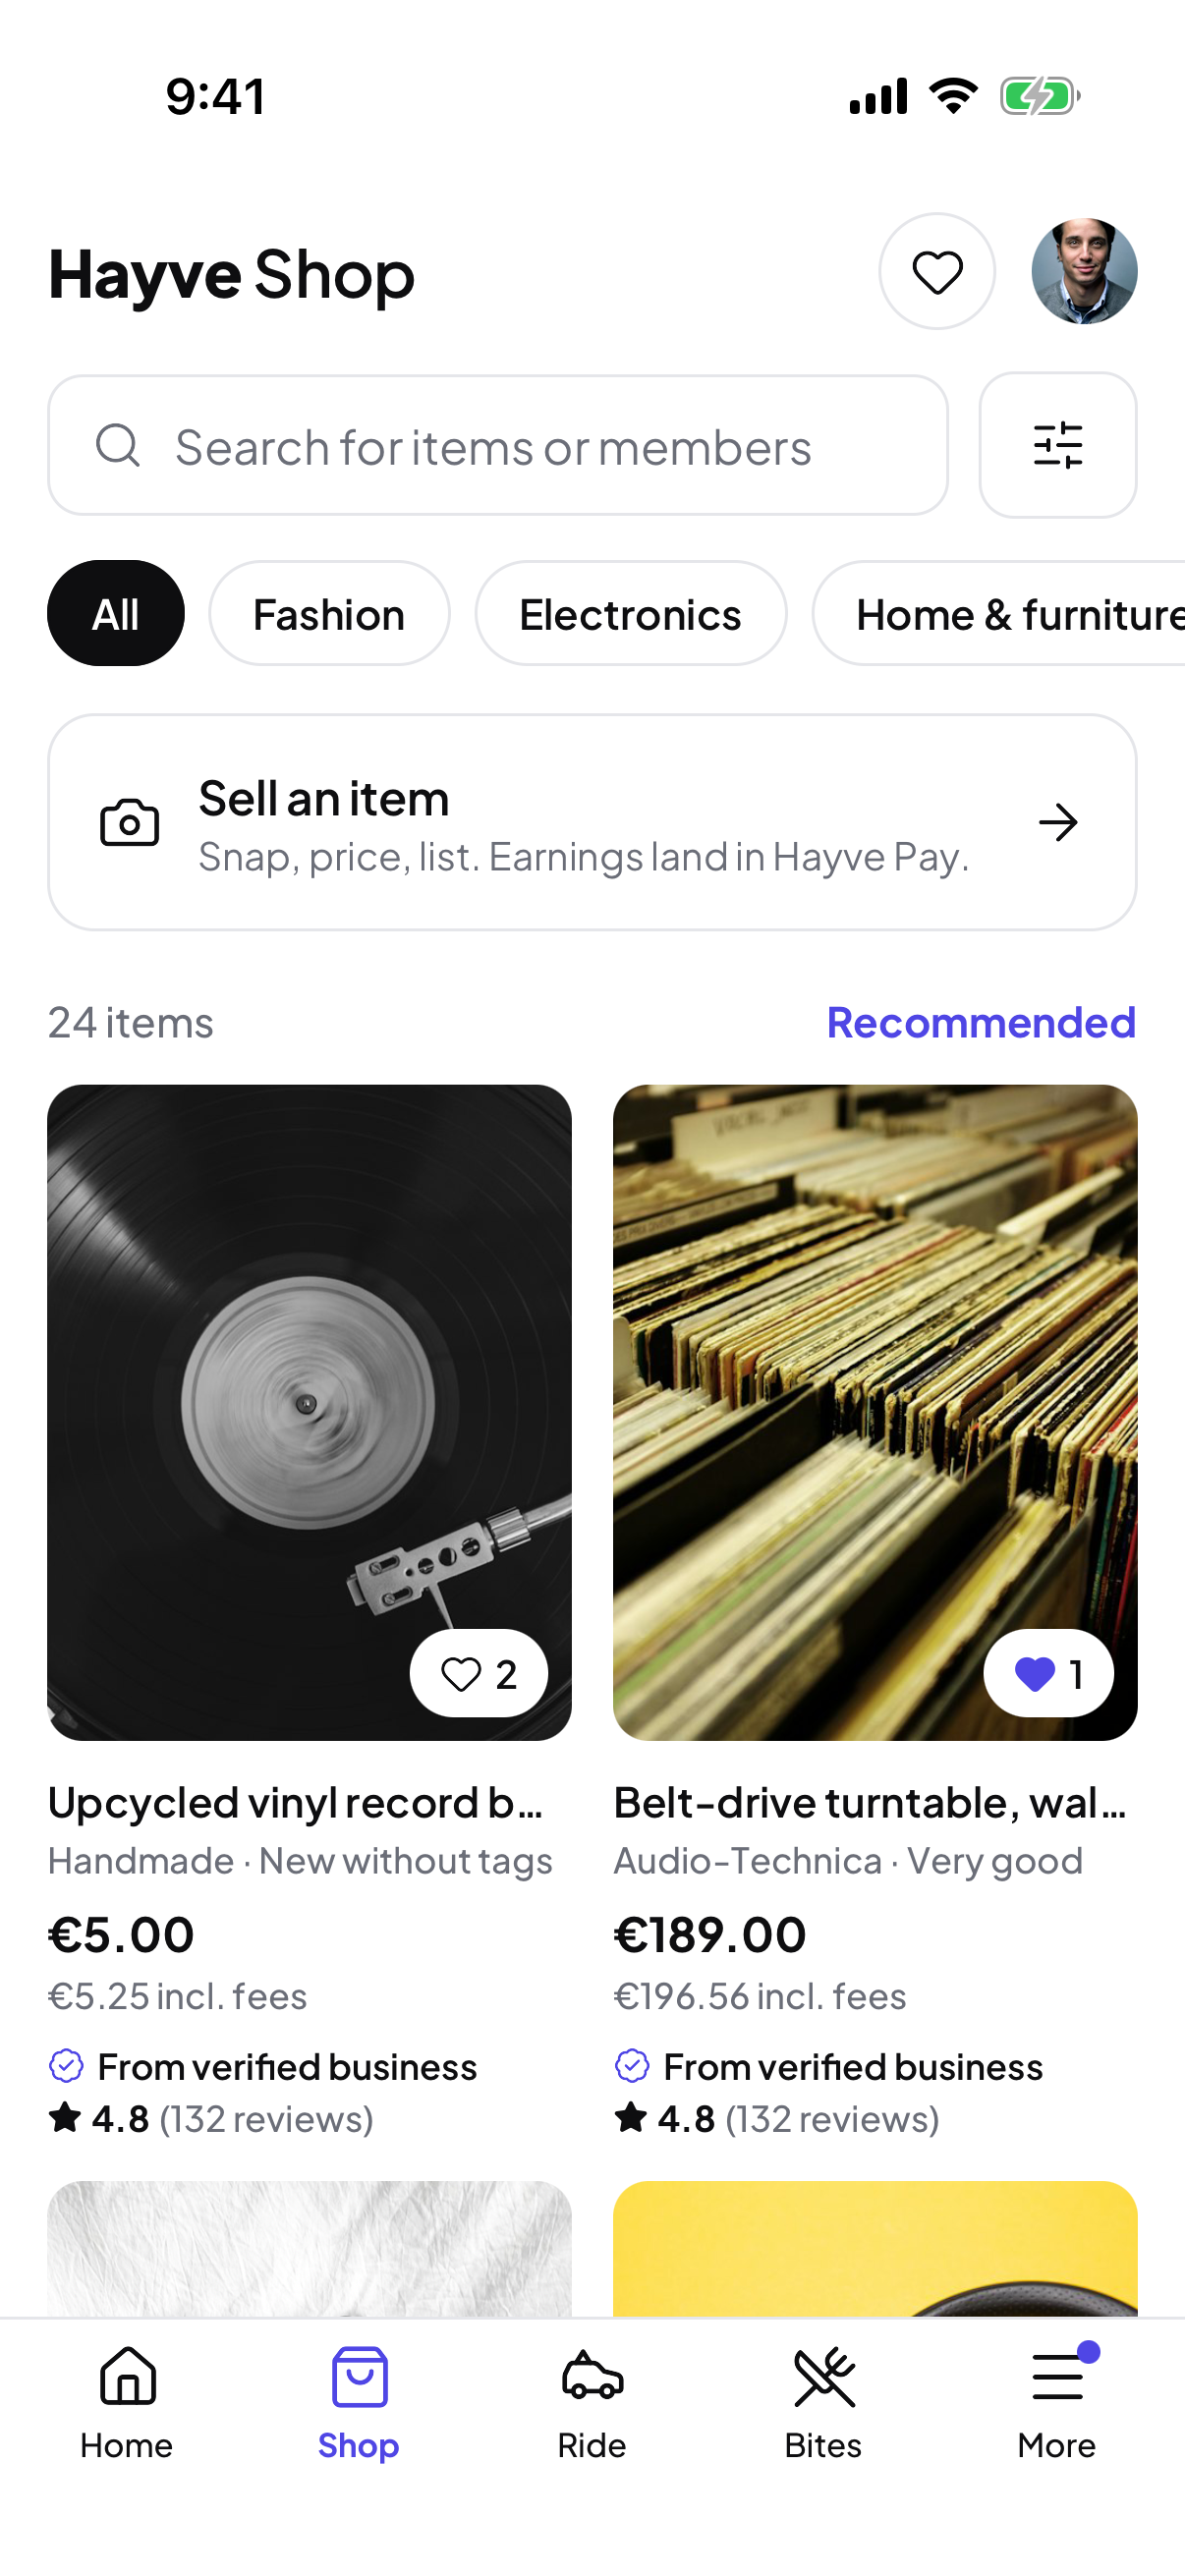 9:41
Hayve Shop
Search for items or members
All
Fashion
Electronics
Home & furniture
Sell an item
Snap, price, list. Earnings land in Hayve Pay.
24 items
Recommended
2
1
Upcycled vinyl record b...
Handmade · New without tags
€5.00
€5.25 incl. fees
From verified business
4.8 (132 reviews)
Belt-drive turntable, wal...
Audio-Technica · Very good
€189.00
€196.56 incl. fees
From verified business
4.8 (132 reviews)
Home
Shop
Ride
Bites
More